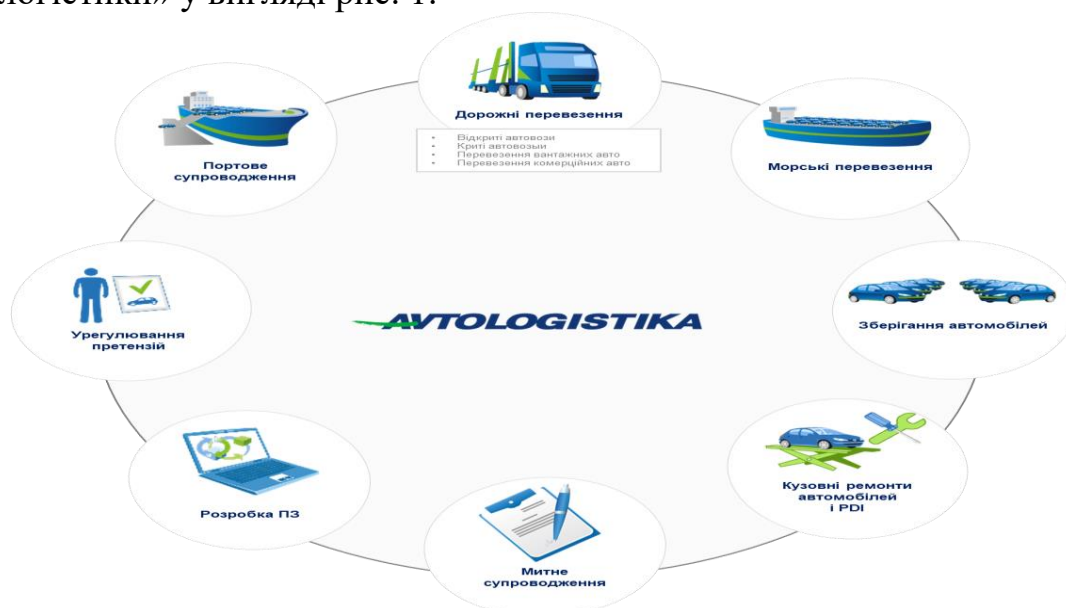 логістики» у вигляді рис. 1.
Дорожні перевезення
• Відкриті автовози
• Криті автовозыи
• Перевезення вантажних авто
• Перевезення комерційних авто
Портове
супроводження
Морські перевезення
Урегулювання
претензій
AVTOLOGISTIKA
Зберігання автомобілей
Розробка ПЗ
Кузовні ремонти
автомобілей
і PDI
Митне
супроводження